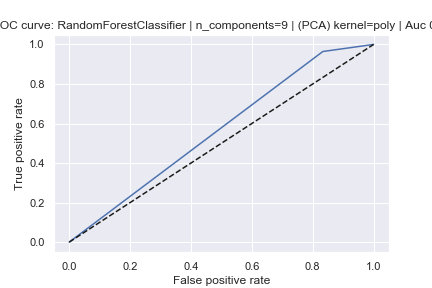 OC curve: RandomForestClassifier | n_components=9 | (PCA) kernel=poly | Auc
True positive rate
1.0
0.8
0.6
0.4
0.2
0.0
0.0 0.2 0.4 0.6 0.8 1.0
False positive rate